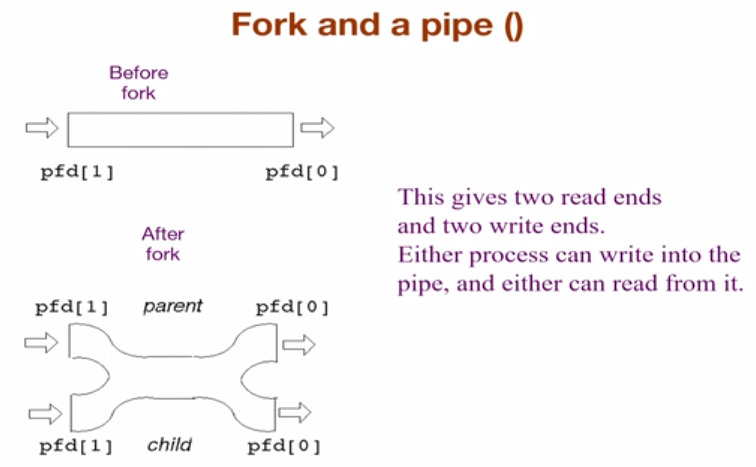 Fork and a pipe ()
Before
fork
pfd[1]
pfd[0]
This gives two read ends
and two write ends.
Either process can write into the
pipe, and either can read from it.
After
fork
pfd[1]
parent
pfd[0]
pfd[1]
child
pfd[0]